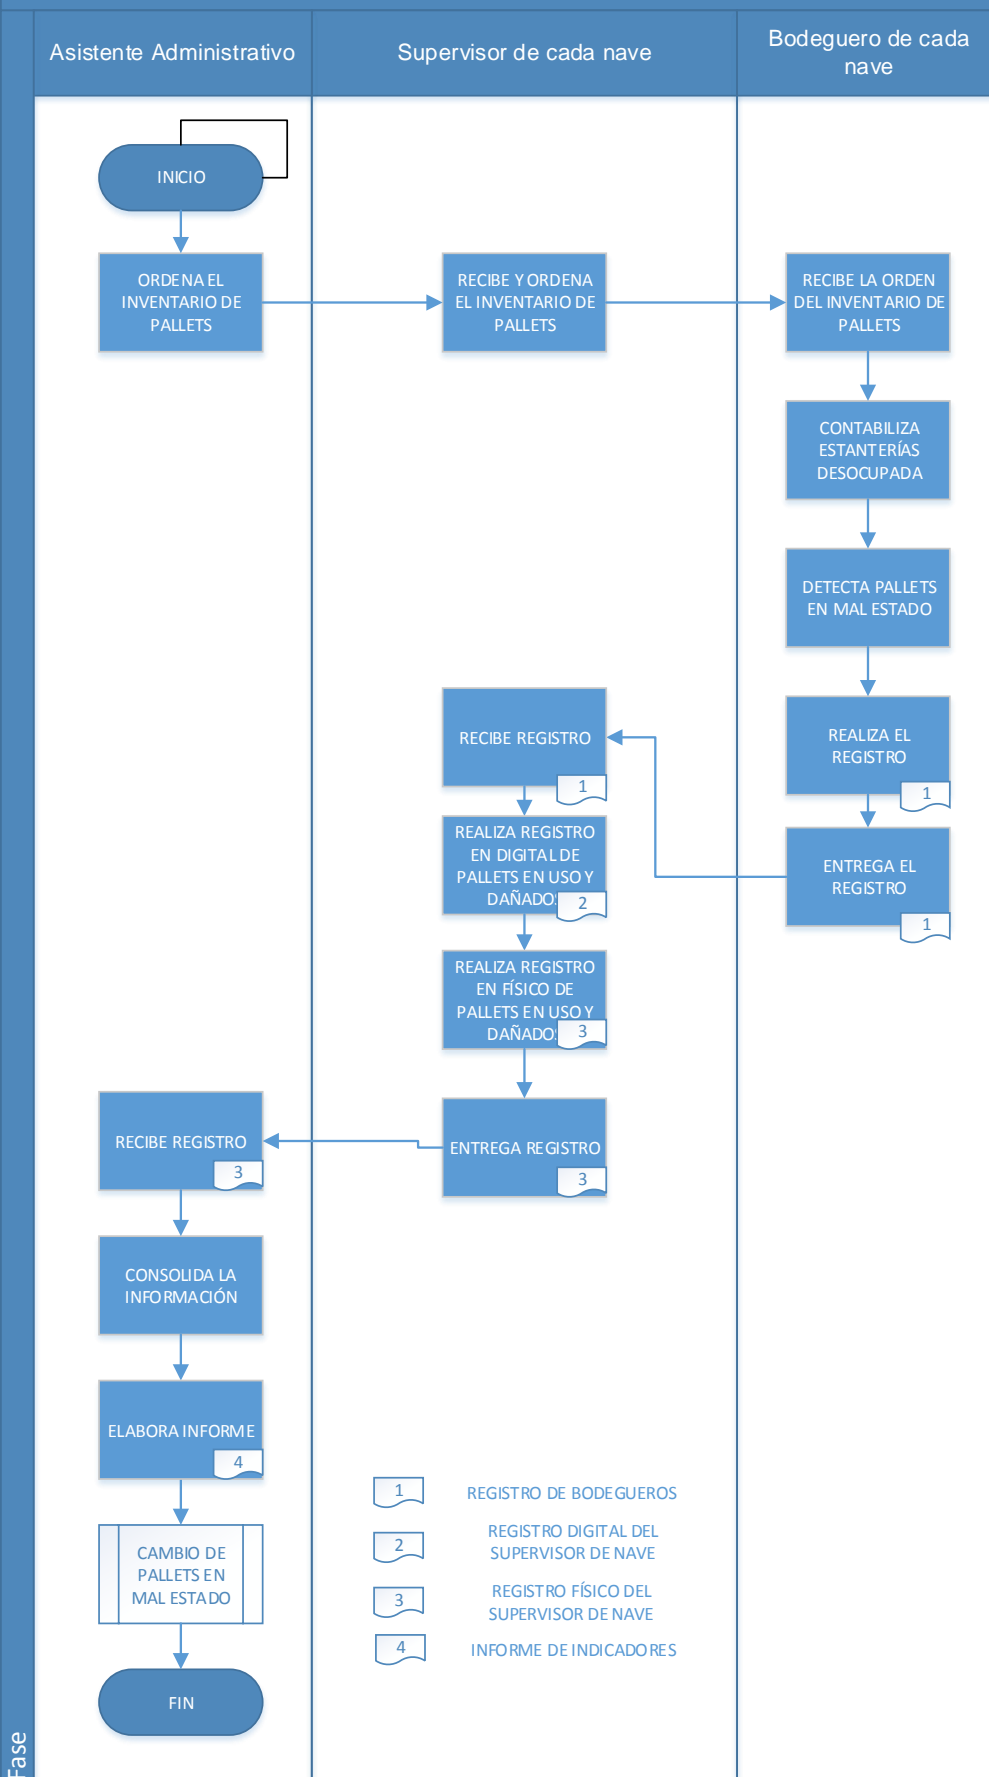 Asistente Administrativo
Supervisor de cada nave
Bodeguero de cada
nave
INICIO
ORDENA EL
INVENTARIO DE
PALLETS
RECIBE Y ORDENA
EL INVENTARIO DE
PALLETS
RECIBE LA ORDEN
DEL INVENTARIO DE
PALLETS
CONTABILIZA
ESTANTERÍAS
DESOCUPADA
DETECTA PALLETS
EN MAL ESTADO
REALIZA EL
REGISTRO
1
ENTREGA EL
REGISTRO
1
RECIBE REGISTRO
1
REALIZA REGISTRO
EN DIGITAL DE
PALLETS EN USO Y
DAÑADOS
2
REALIZA REGISTRO
EN FÍSICO DE
PALLETS EN USO Y
DAÑADOS
3
ENTREGA REGISTRO
3
RECIBE REGISTRO
3
CONSOLIDA LA
INFORMACIÓN
ELABORA INFORME
4
CAMBIO DE
PALLETS EN
MAL ESTADO
FIN
1
REGISTRO DE BODEGUEROS
2
REGISTRO DIGITAL DEL
SUPERVISOR DE NAVE
3
REGISTRO FÍSICO DEL
SUPERVISOR DE NAVE
4
INFORME DE INDICADORES
Fase